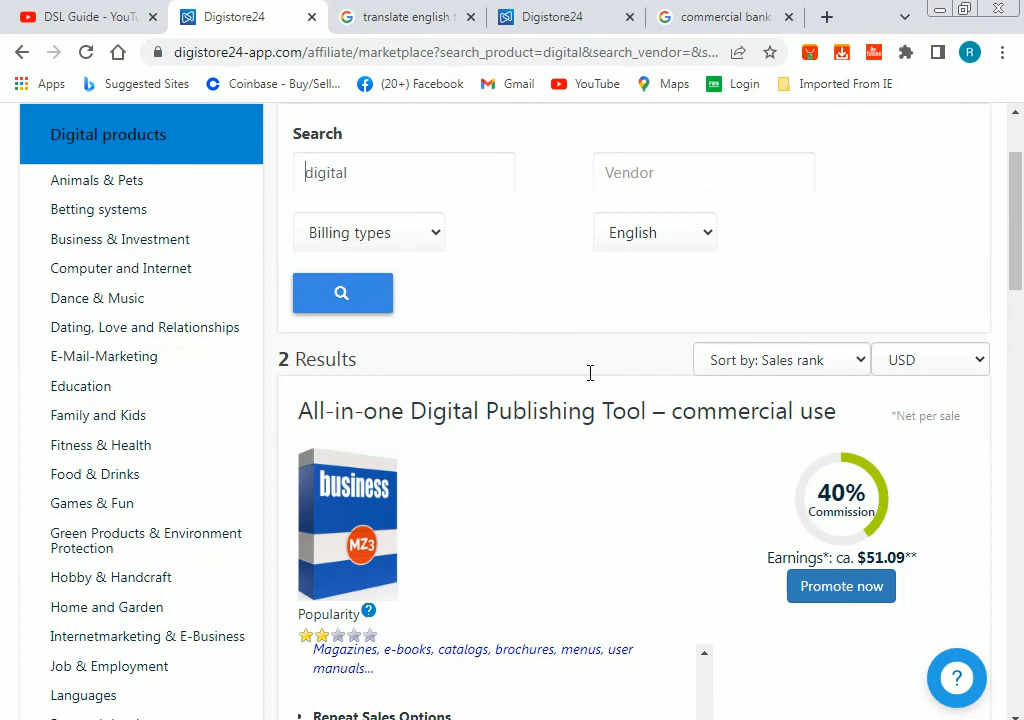 DSL Guide - YouTu
Digistore24
translate english t
Digistore24
commercial bank
digistore24-app.com/affiliate/marketplace?search_product=digital&search_vendor=&s...
R
Apps
Suggested Sites
Coinbase - Buy/Sell...
(20+) Facebook
Gmail
YouTube
Maps
Login
Imported From IE
Digital products
Animals & Pets
Betting systems
Business & Investment
Computer and Internet
Dance & Music
Dating, Love and Relationships
E-Mail-Marketing
Education
Family and Kids
Fitness & Health
Food & Drinks
Games & Fun
Green Products & Environment
Protection
Hobby & Handcraft
Home and Garden
Internetmarketing & E-Business
Job & Employment
Languages
Search
digital
Vendor
Billing types
English
2 Results
Sort by: Sales rank
USD
All-in-one Digital Publishing Tool – commercial use
*Net per sale
business
MZ3
40%
Commission
Earnings*: ca. $51.09**
Promote now
Popularity
Magazines, e-books, catalogs, brochures, menus, user
manuals...
Repeat Sales Options